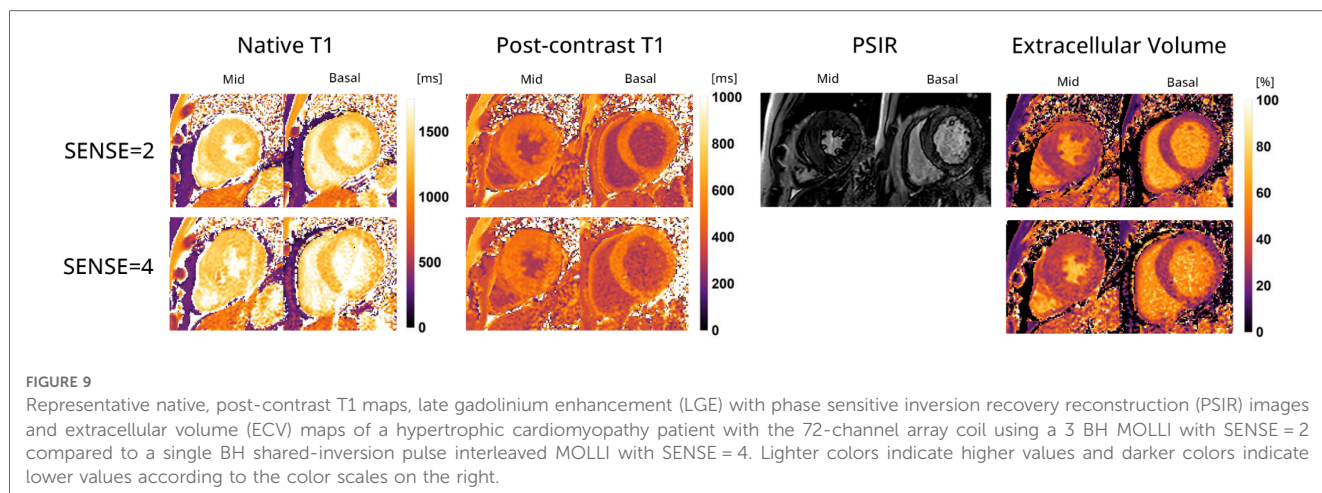 Native T1
Post-contrast T1
PSIR
Extracellular Volume
Mid
Basal
[ms]
Mid
Basal
[ms]
Mid
Basal
Mid
Basal
[%]
SENSE=2
SENSE=4
1500
1000
500
0
1000
800
600
400
200
0
100
80
60
40
20
0
FIGURE 9
Representative native, post-contrast T1 maps, late gadolinium enhancement (LGE) with phase sensitive inversion recovery reconstruction (PSIR) images
and extracellular volume (ECV) maps of a hypertrophic cardiomyopathy patient with the 72-channel array coil using a 3 BH MOLLI with SENSE = 2
compared to a single BH shared-inversion pulse interleaved MOLLI with SENSE = 4. Lighter colors indicate higher values and darker colors indicate
lower values according to the color scales on the right.